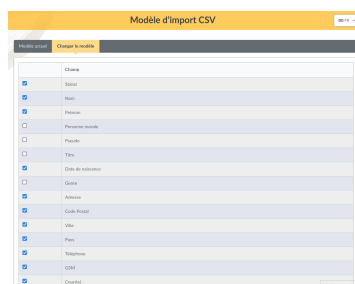 Modèle d'import CSV
Modèle actuel
Changer le modèle
Champ
Statut
Nom
Prénom
Personne morale
Pseudo
Titre
Date de naissance
Genre
Adresse
Code Postal
Ville
Pays
Téléphone
GSM
Courriel